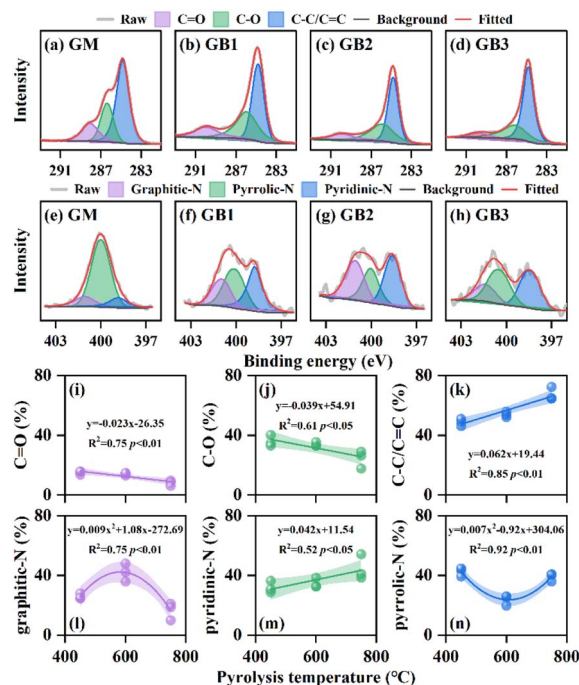 Raw C=O C-O C-C/C=C Background Fitted
(a) GM (b) GB1 (c) GB2 (d) GB3
Intensity
291 287 283 291 287 283 291 287 283 291 287 283
Raw Graphitic-N Pyrrolic-N Pyridinic-N Background Fitted
(e) GM (f) GB1 (g) GB2 (h) GB3
Intensity
403 400 397 403 400 397 403 400 397 403 400 397
Binding energy (eV)
80 (i) 80 (j) 80 (k)
y=-0.023x+26.35 y=-0.039x+54.91
R²=0.75 p<0.01 R²=0.61 p<0.05
C=O (%) C-O (%) C-C/C=C (%)
40 40 40
y=0.062x+19.44
R²=0.85 p<0.01
0 0 0
80 80 80
y=0.009x²+1.08x-272.69 y=0.042x+11.54 y=0.007x²-0.92x+304.06
R²=0.75 p<0.01 R²=0.52 p<0.05 R²=0.92 p<0.01
graphitic-N (%) pyridinic-N (%) pyrrolic-N (%)
40 40 40
(l) (m) (n)
0 0 0
400 600 800 400 600 800 400 600 800
Pyrolysis temperature (℃)